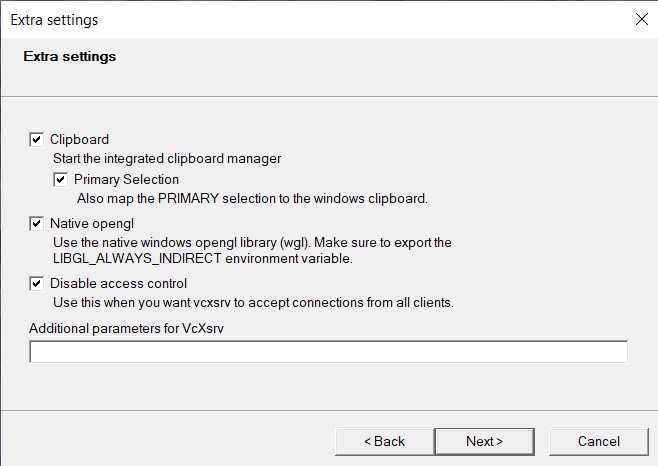 Extra settings
Extra settings
Clipboard
Start the integrated clipboard manager
Primary Selection
Also map the PRIMARY selection to the windows clipboard.
Native opengl
Use the native windows opengl library (wgl). Make sure to export the
LIBGL_ALWAYS_INDIRECT environment variable.
Disable access control
Use this when you want vcxsrv to accept connections from all clients.
Additional parameters for VcXsrv
< Back Next > Cancel